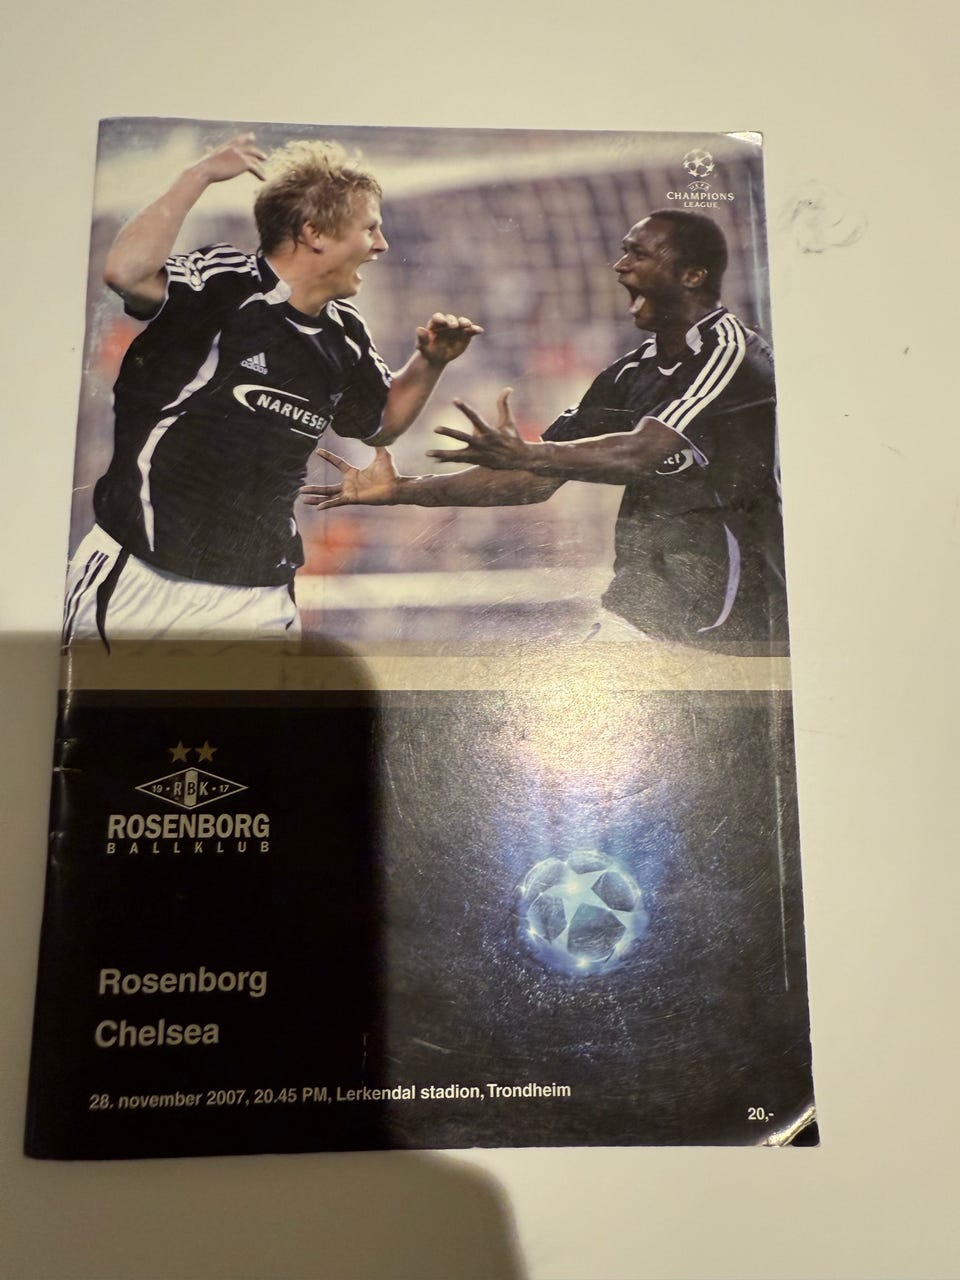 UEFA
CHAMPIONS
LEAGUE
adidas
NARVESEN
19 · RBK · 17
ROSENBORG
BALLKLUB
Rosenborg
Chelsea
28. november 2007, 20.45 PM, Lerkendal stadion, Trondheim
20,-